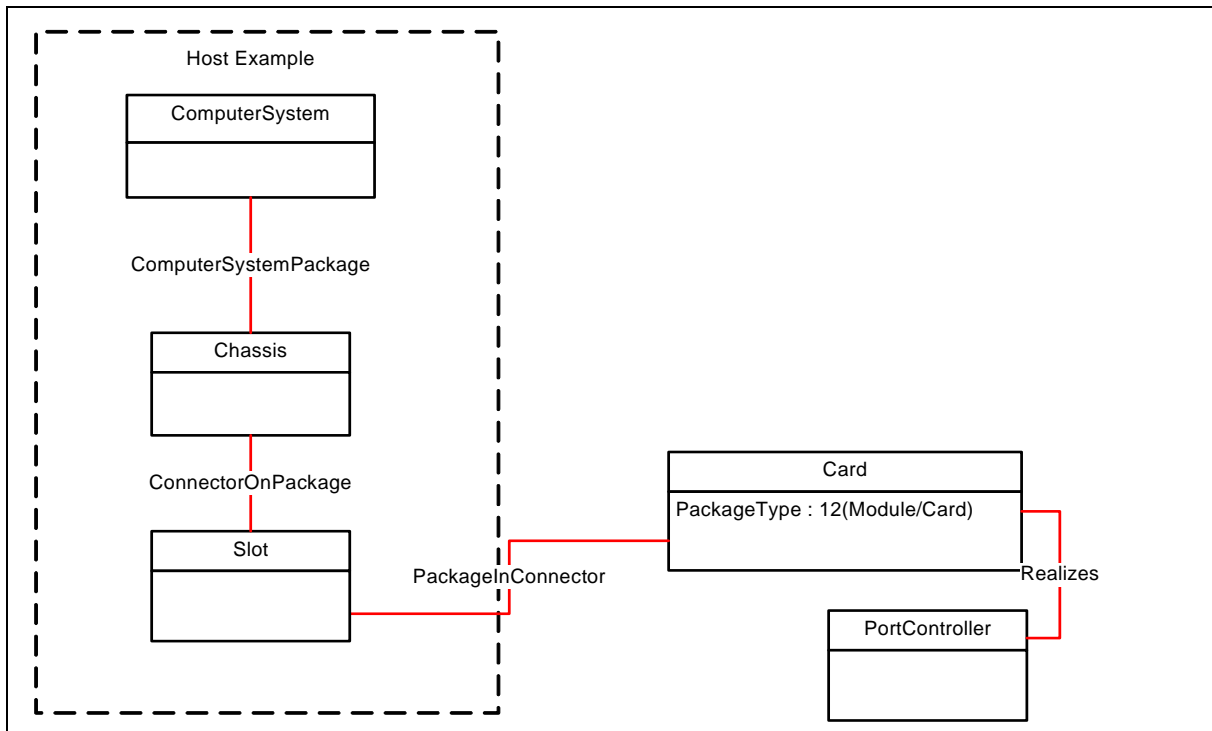 Host Example
ComputerSystem
ComputerSystemPackage
Chassis
ConnectorOnPackage
Slot
PackageInConnector
Card
PackageType : 12(Module/Card)
Realizes
PortController